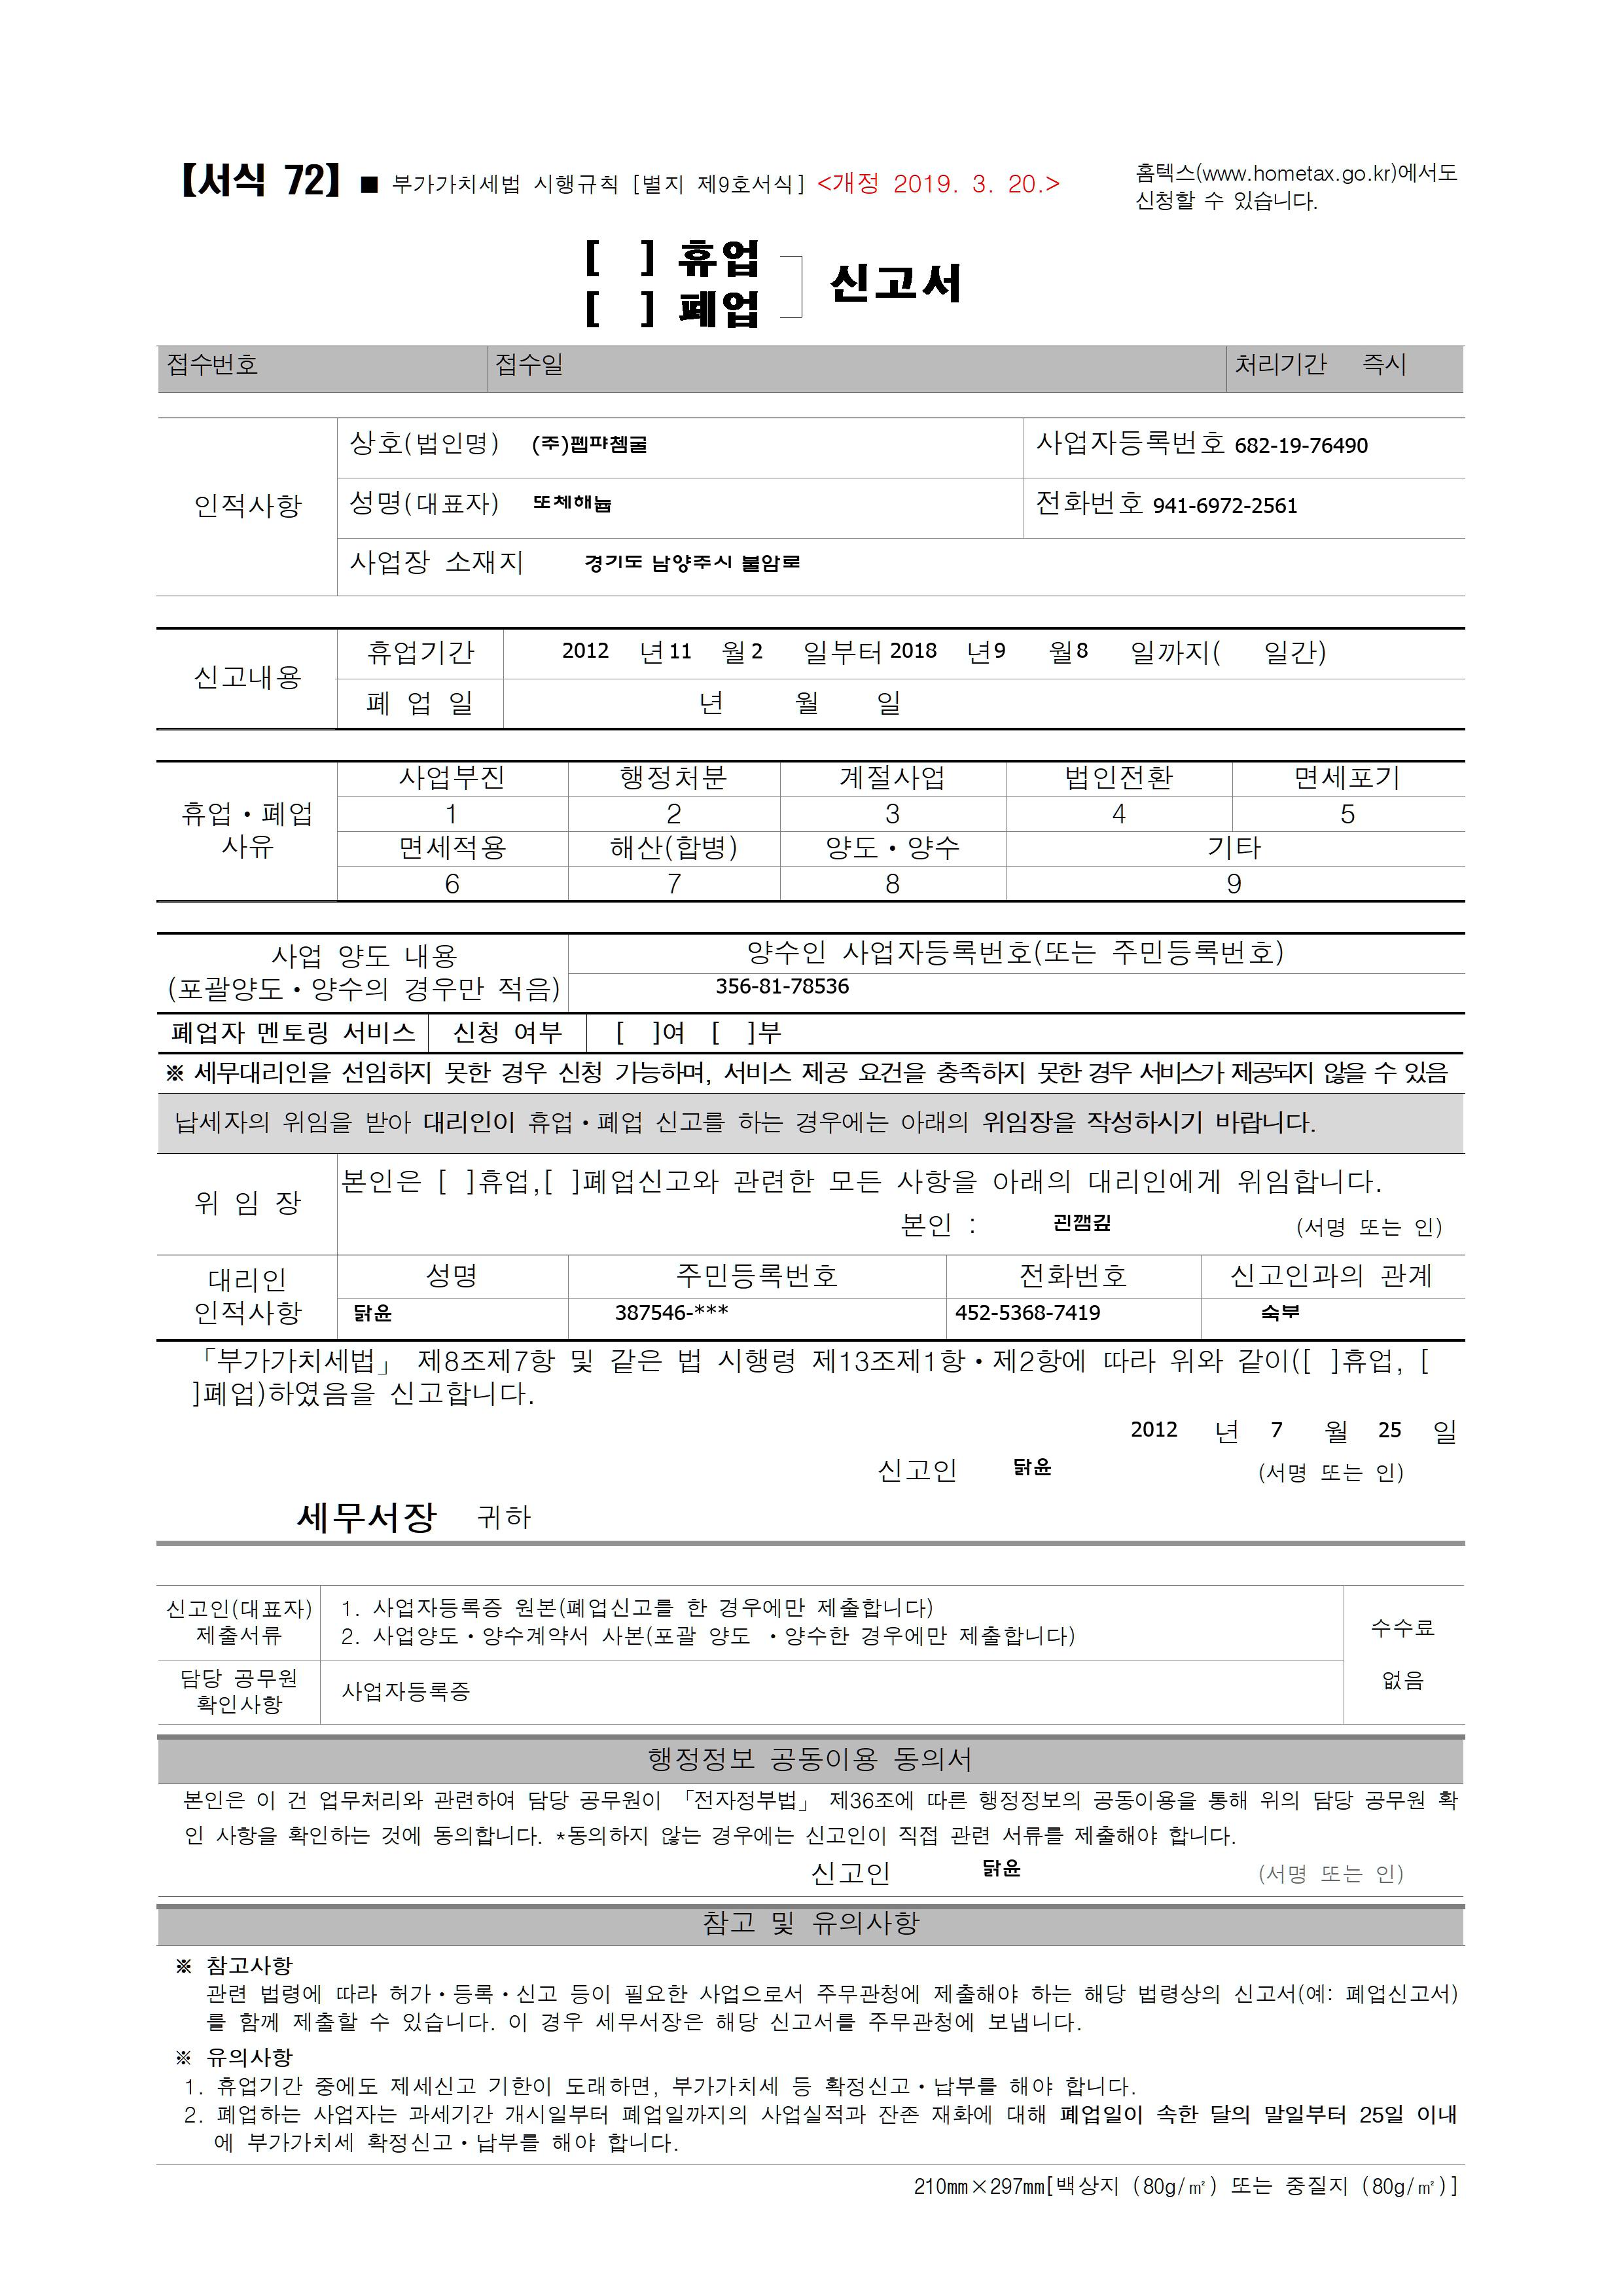 【서식 72】 ■ 부가가치세법 시행규칙 [별지 제9호서식] <개정 2019. 3. 20.>
홈텍스(www.hometax.go.kr)에서도
신청할 수 있습니다.
[ ] 휴업
[ ] 폐업
신고서
접수번호 접수일 처리기간 즉시
인적사항
상호(법인명) (주)펩퍄쳄굴 사업자등록번호 682-19-76490
성명(대표자) 또체해늡 전화번호 941-6972-2561
사업장 소재지 경기도 남양주시 불암로
신고내용
휴업기간 2012 년 11 월 2 일부터 2018 년 9 월 8 일까지( 일간)
폐 업 일 년 월 일
휴업·폐업
사유
사업부진 행정처분 계절사업 법인전환 면세포기
1 2 3 4 5
면세적용 해산(합병) 양도·양수 기타
6 7 8 9
사업 양도 내용
(포괄양도·양수의 경우만 적음)
양수인 사업자등록번호(또는 주민등록번호)
356-81-78536
폐업자 멘토링 서비스 신청 여부 [ ]여 [ ]부
※ 세무대리인을 선임하지 못한 경우 신청 가능하며, 서비스 제공 요건을 충족하지 못한 경우 서비스가 제공되지 않을 수 있음
납세자의 위임을 받아 대리인이 휴업·폐업 신고를 하는 경우에는 아래의 위임장을 작성하시기 바랍니다.
위 임 장
본인은 [ ]휴업,[ ]폐업신고와 관련한 모든 사항을 아래의 대리인에게 위임합니다.
본인 : 괸깸깊 (서명 또는 인)
대리인
인적사항
성명 주민등록번호 전화번호 신고인과의 관계
닭윤 387546-*** 452-5368-7419 숙부
「부가가치세법」 제8조제7항 및 같은 법 시행령 제13조제1항·제2항에 따라 위와 같이([ ]휴업, [
]폐업)하였음을 신고합니다.
2012 년 7 월 25 일
신고인 닭윤 (서명 또는 인)
세무서장 귀하
신고인(대표자)
제출서류
1. 사업자등록증 원본(폐업신고를 한 경우에만 제출합니다)
2. 사업양도·양수계약서 사본(포괄 양도 ·양수한 경우에만 제출합니다)
수수료
없음
담당 공무원
확인사항
사업자등록증
행정정보 공동이용 동의서
본인은 이 건 업무처리와 관련하여 담당 공무원이 「전자정부법」 제36조에 따른 행정정보의 공동이용을 통해 위의 담당 공무원 확
인 사항을 확인하는 것에 동의합니다. *동의하지 않는 경우에는 신고인이 직접 관련 서류를 제출해야 합니다.
신고인 닭윤 (서명 또는 인)
참고 및 유의사항
※ 참고사항
관련 법령에 따라 허가·등록·신고 등이 필요한 사업으로서 주무관청에 제출해야 하는 해당 법령상의 신고서(예: 폐업신고서)
를 함께 제출할 수 있습니다. 이 경우 세무서장은 해당 신고서를 주무관청에 보냅니다.
※ 유의사항
1. 휴업기간 중에도 제세신고 기한이 도래하면, 부가가치세 등 확정신고·납부를 해야 합니다.
2. 폐업하는 사업자는 과세기간 개시일부터 폐업일까지의 사업실적과 잔존 재화에 대해 폐업일이 속한 달의 말일부터 25일 이내
에 부가가치세 확정신고·납부를 해야 합니다.
210㎜×297㎜[백상지 (80g/㎡) 또는 중질지 (80g/㎡)]